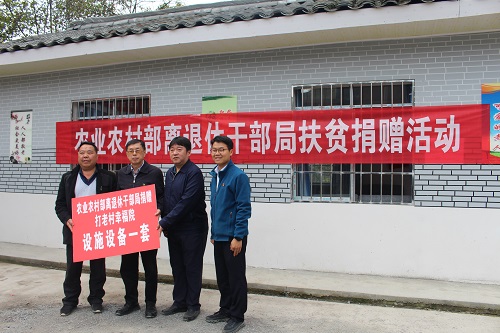 农业农村部离退休干部局扶贫捐赠活动
农业农村部离退休干部局捐赠
打老村幸福院
设施设备一套